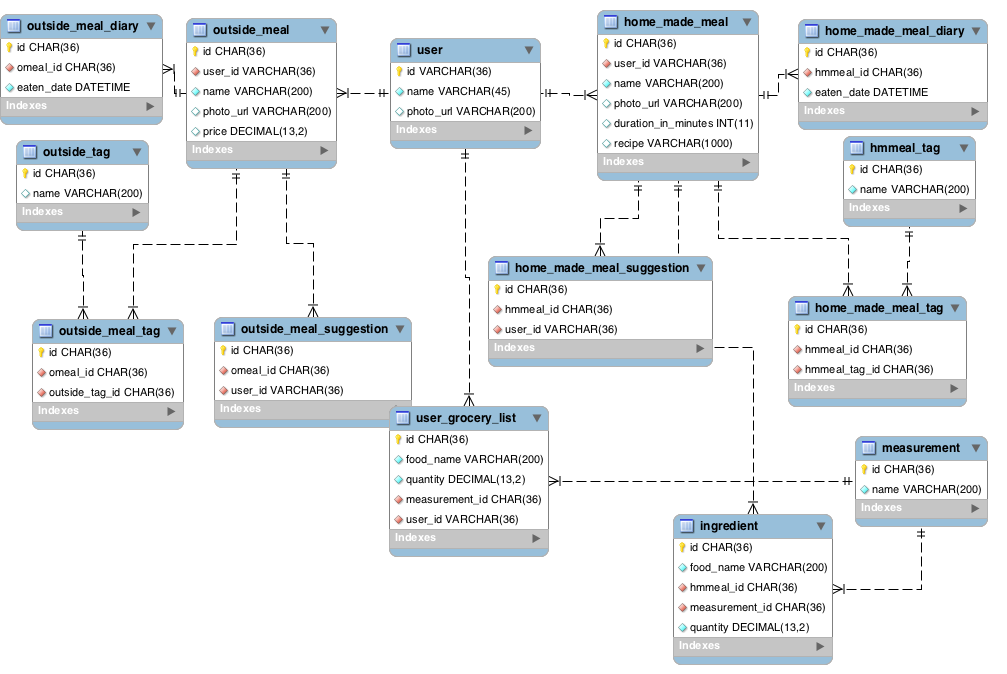 outside_meal_diary
id CHAR(36)
omeal_id CHAR(36)
eaten_date DATETIME
Indexes
outside_meal
id CHAR(36)
user_id VARCHAR(36)
name VARCHAR(200)
photo_url VARCHAR(200)
price DECIMAL(13,2)
Indexes
user
id VARCHAR(36)
name VARCHAR(45)
photo_url VARCHAR(200)
Indexes
home_made_meal
id CHAR(36)
user_id VARCHAR(36)
name VARCHAR(200)
photo_url VARCHAR(200)
duration_in_minutes INT(11)
recipe VARCHAR(1000)
Indexes
home_made_meal_diary
id CHAR(36)
hmmeal_id CHAR(36)
eaten_date DATETIME
Indexes
outside_tag
id CHAR(36)
name VARCHAR(200)
Indexes
hmmeal_tag
id CHAR(36)
name VARCHAR(200)
Indexes
outside_meal_tag
id CHAR(36)
omeal_id CHAR(36)
outside_tag_id CHAR(36)
Indexes
outside_meal_suggestion
id CHAR(36)
omeal_id CHAR(36)
user_id VARCHAR(36)
Indexes
home_made_meal_suggestion
id CHAR(36)
hmmeal_id CHAR(36)
user_id VARCHAR(36)
Indexes
home_made_meal_tag
id CHAR(36)
hmmeal_id CHAR(36)
hmmeal_tag_id CHAR(36)
Indexes
user_grocery_list
id CHAR(36)
food_name VARCHAR(200)
quantity DECIMAL(13,2)
measurement_id CHAR(36)
user_id VARCHAR(36)
Indexes
measurement
id CHAR(36)
name VARCHAR(200)
Indexes
ingredient
id CHAR(36)
food_name VARCHAR(200)
hmmeal_id CHAR(36)
measurement_id CHAR(36)
quantity DECIMAL(13,2)
Indexes